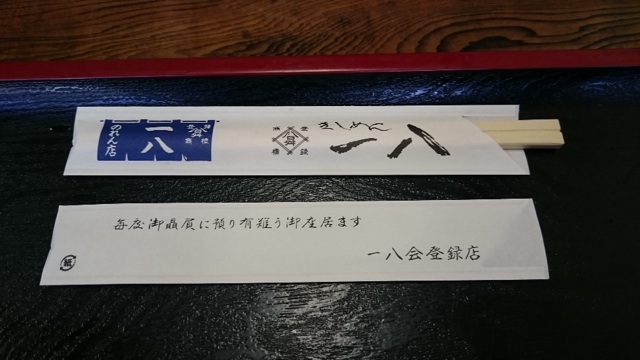 一八
のれん店
きしめん
一八
毎度御贔屓に預り有難う御座居ます
一八会登録店
紙